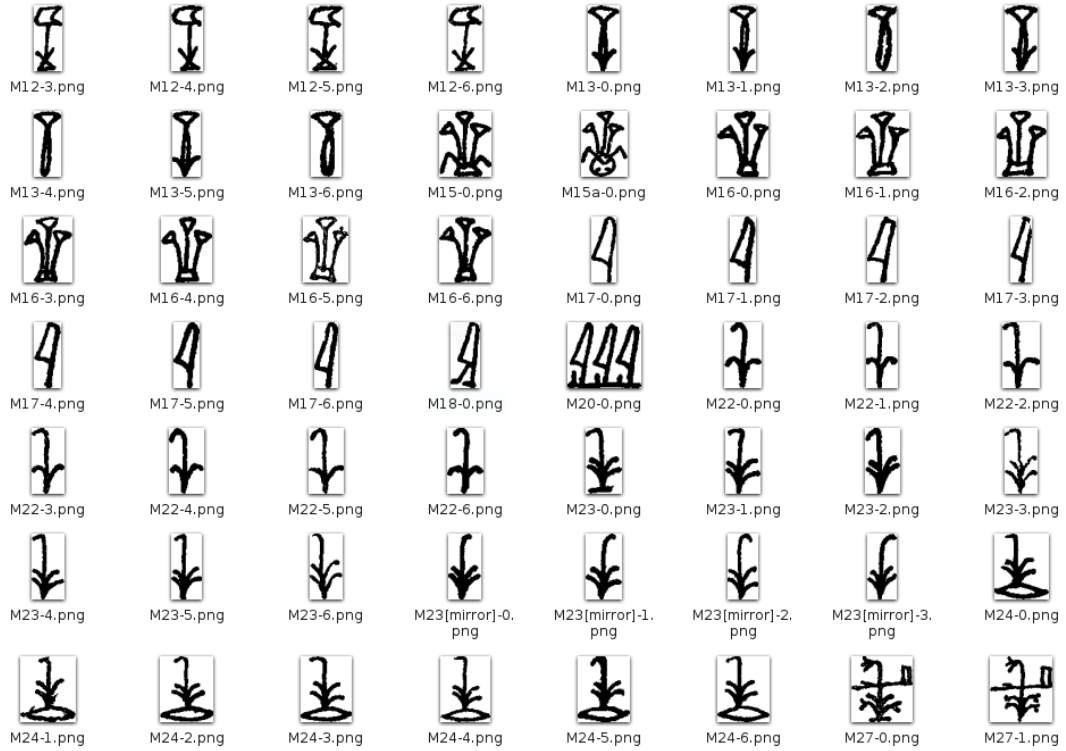 M12-3.png M12-4.png M12-5.png M12-6.png M13-0.png M13-1.png M13-2.png M13-3.png
M13-4.png M13-5.png M13-6.png M15-0.png M15a-0.png M16-0.png M16-1.png M16-2.png
M16-3.png M16-4.png M16-5.png M16-6.png M17-0.png M17-1.png M17-2.png M17-3.png
M17-4.png M17-5.png M17-6.png M18-0.png M20-0.png M22-0.png M22-1.png M22-2.png
M22-3.png M22-4.png M22-5.png M22-6.png M23-0.png M23-1.png M23-2.png M23-3.png
M23-4.png M23-5.png M23-6.png M23[mirror]-0.png M23[mirror]-1.png M23[mirror]-2.png M23[mirror]-3.png M24-0.png
M24-1.png M24-2.png M24-3.png M24-4.png M24-5.png M24-6.png M27-0.png M27-1.png